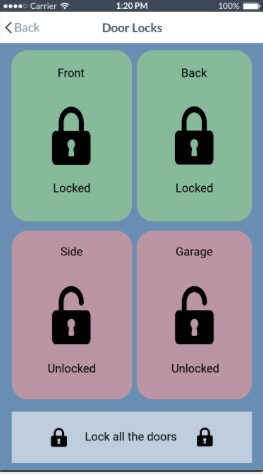 Carrier 1:20 PM 100%
Back Door Locks
Front Back
Locked Locked
Side Garage
Unlocked Unlocked
Lock all the doors